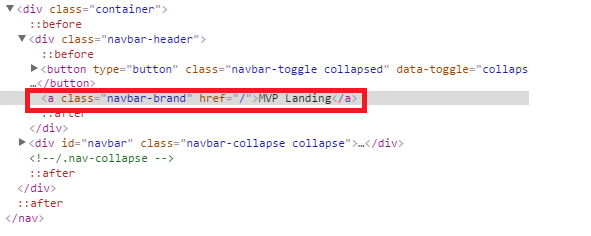 <div class="container">
::before
<div class="navbar-header">
::before
<button type="button" class="navbar-toggle collapsed" data-toggle="collaps
…</button>
<a class="navbar-brand" href="/">MVP Landing</a>
::after
</div>
<div id="navbar" class="navbar-collapse collapse">…</div>
<!--/.nav-collapse -->
::after
</div>
::after
</nav>